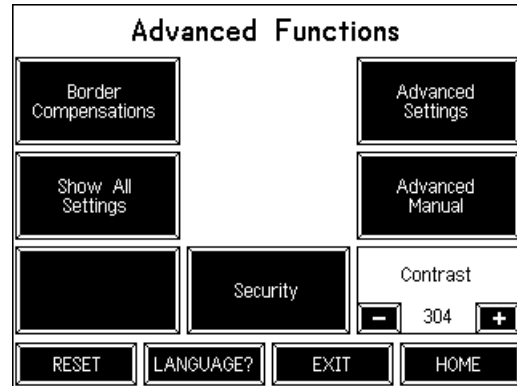 Advanced Functions
Border
Compensations
Advanced
Settings
Show All
Settings
Advanced
Manual
Security
Contrast
- 304 +
RESET LANGUAGE? EXIT HOME